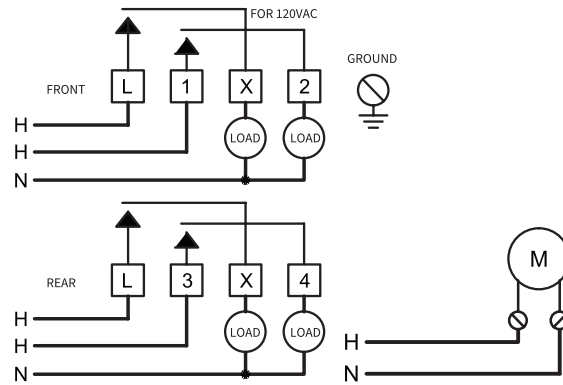 FOR 120VAC
GROUND
FRONT
L 1 X 2
H
LOAD LOAD
H
N
REAR
L 3 X 4
M
H
LOAD LOAD
H
H
N
N